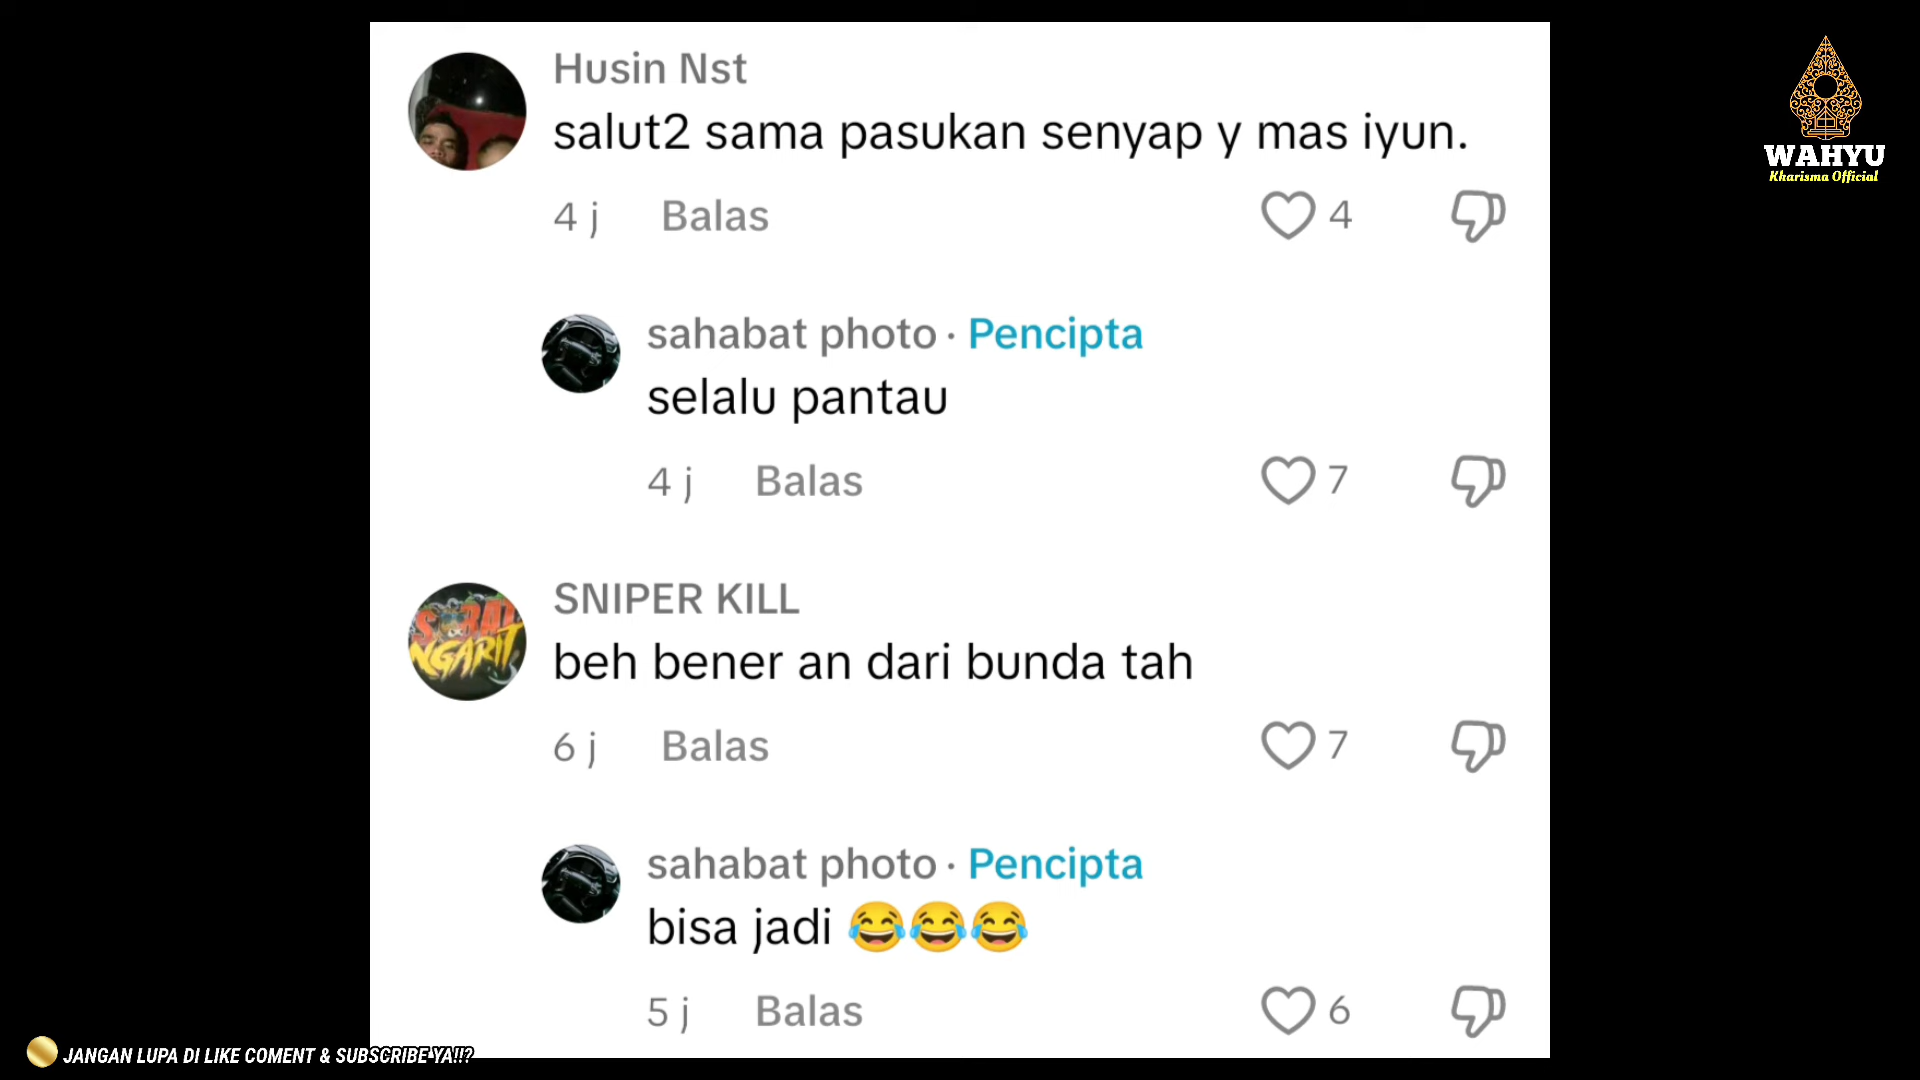 Husin Nst
salut2 sama pasukan senyap y mas iyun.
4 j Balas 4
sahabat photo · Pencipta
selalu pantau
4 j Balas 7
SNIPER KILL
beh bener an dari bunda tah
6 j Balas 7
sahabat photo · Pencipta
bisa jadi 😂😂😂
5 j Balas 6
WAHYU
Kharisma Official
JANGAN LUPA DI LIKE COMENT & SUBSCRIBE YA!!?